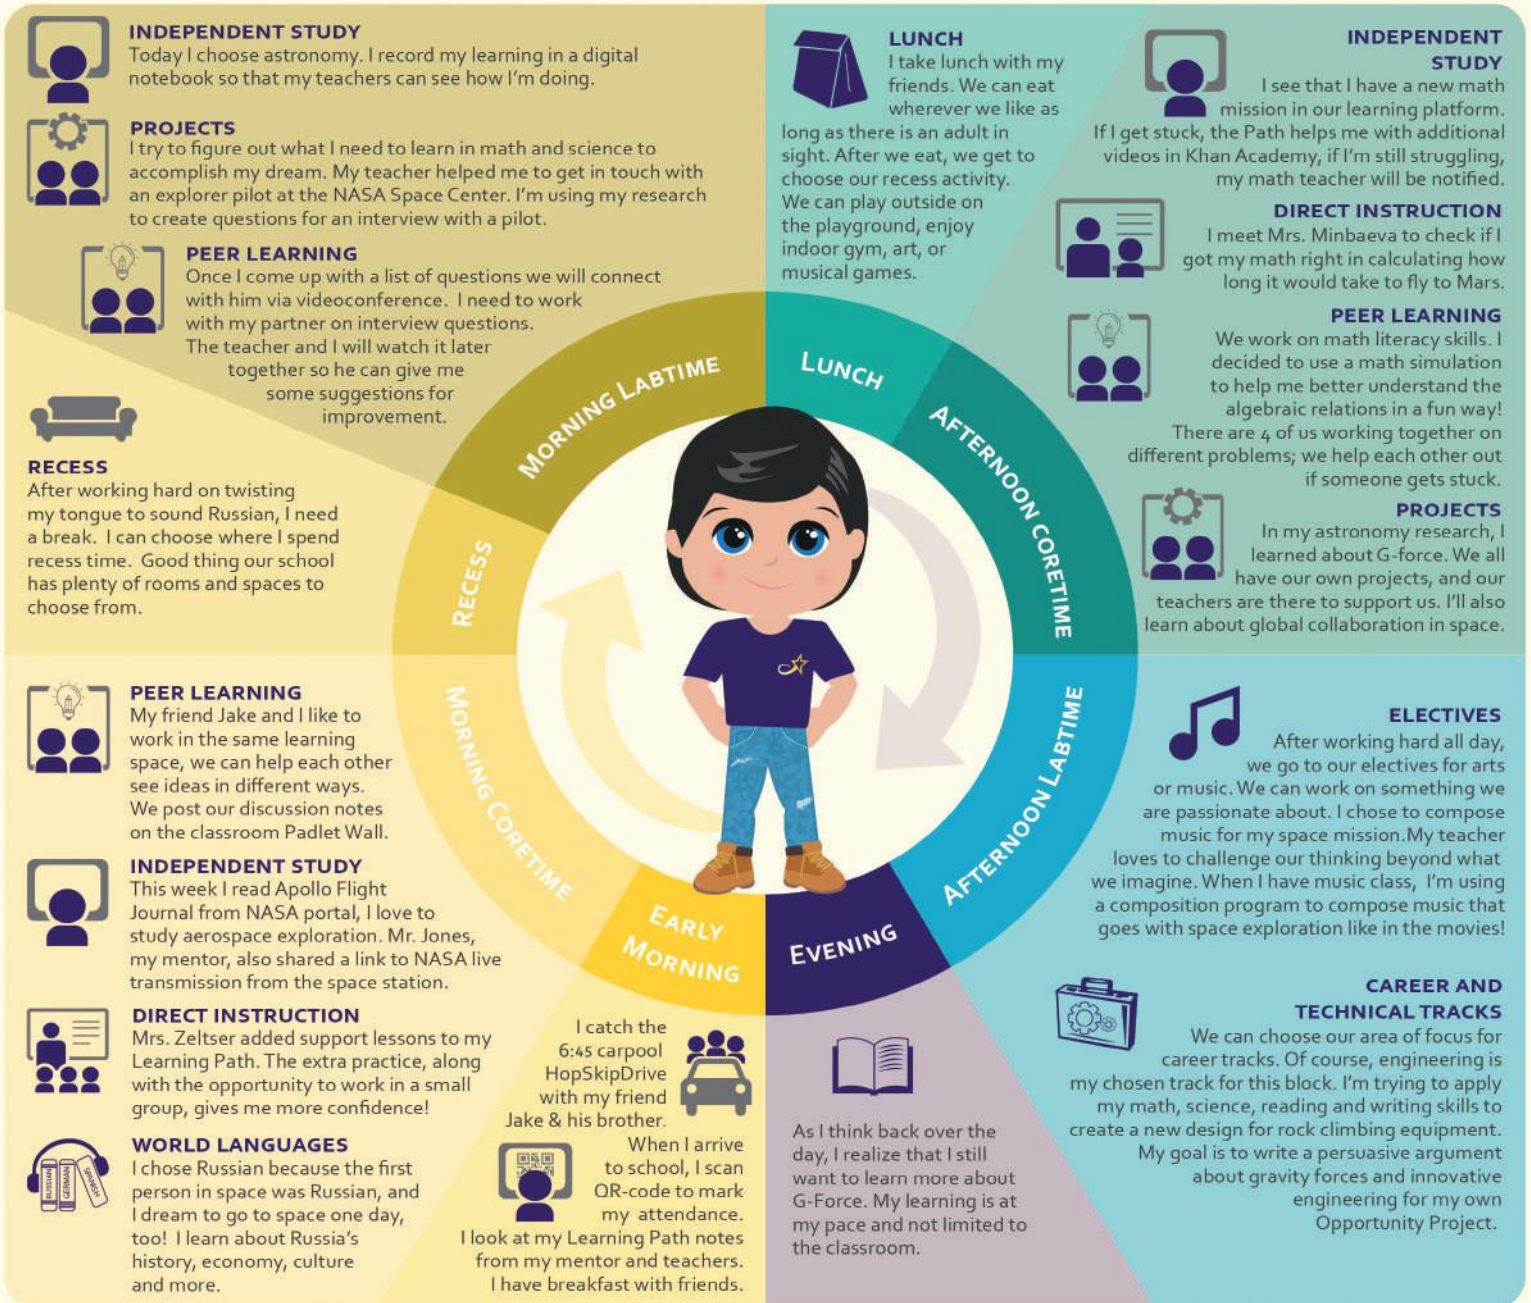 INDEPENDENT STUDY
Today I choose astronomy. I record my learning in a digital
notebook so that my teachers can see how I'm doing.
PROJECTS
I try to figure out what I need to learn in math and science to
accomplish my dream. My teacher helped me to get in touch with
an explorer pilot at the NASA Space Center. I'm using my research
to create questions for an interview with a pilot.
PEER LEARNING
Once I come up with a list of questions we will connect
with him via videoconference. I need to work
with my partner on interview questions.
The teacher and I will watch it later
together so he can give me
some suggestions for
improvement.
LUNCH
I take lunch with my
friends. We can eat
wherever we like as
long as there is an adult in
sight. After we eat, we get to
choose our recess activity.
We can play outside on
the playground, enjoy
indoor gym, art, or
musical games.
INDEPENDENT
STUDY
I see that I have a new math
mission in our learning platform.
If I get stuck, the Path helps me with additional
videos in Khan Academy, if I'm still struggling,
my math teacher will be notified.
DIRECT INSTRUCTION
I meet Mrs. Minbaeva to check if I
got my math right in calculating how
long it would take to fly to Mars.
PEER LEARNING
We work on math literacy skills. I
decided to use a math simulation
to help me better understand the
algebraic relations in a fun way!
There are 4 of us working together on
different problems; we help each other out
if someone gets stuck.
PROJECTS
In my astronomy research, I
learned about G-force. We all
have our own projects, and our
teachers are there to support us. I'll also
learn about global collaboration in space.
RECESS
After working hard on twisting
my tongue to sound Russian, I need
a break. I can choose where I spend
recess time. Good thing our school
has plenty of rooms and spaces to
choose from.
MORNING LABTIME
LUNCH
AFTERNOON CORETIME
RECESS
MORNING CORETIME
AFTERNOON LABTIME
EARLY
MORNING
EVENING
PEER LEARNING
My friend Jake and I like to
work in the same learning
space, we can help each other
see ideas in different ways.
We post our discussion notes
on the classroom Padlet Wall.
INDEPENDENT STUDY
This week I read Apollo Flight
Journal from NASA portal, I love to
study aerospace exploration. Mr. Jones,
my mentor, also shared a link to NASA live
transmission from the space station.
DIRECT INSTRUCTION
Mrs. Zeltser added support lessons to my
Learning Path. The extra practice, along
with the opportunity to work in a small
group, gives me more confidence!
WORLD LANGUAGES
I chose Russian because the first
person in space was Russian, and
I dream to go to space one day,
too! I learn about Russia's
history, economy, culture
and more.
RUSSIAN
GERMAN
SPANISH
I catch the
6:45 carpool
HopSkipDrive
with my friend
Jake & his brother.
When I arrive
to school, I scan
QR-code to mark
my attendance.
I look at my Learning Path notes
from my mentor and teachers.
I have breakfast with friends.
As I think back over the
day, I realize that I still
want to learn more about
G-Force. My learning is at
my pace and not limited to
the classroom.
ELECTIVES
After working hard all day,
we go to our electives for arts
or music. We can work on something we
are passionate about. I chose to compose
music for my space mission.My teacher
loves to challenge our thinking beyond what
we imagine. When I have music class, I'm using
a composition program to compose music that
goes with space exploration like in the movies!
CAREER AND
TECHNICAL TRACKS
We can choose our area of focus for
career tracks. Of course, engineering is
my chosen track for this block. I'm trying to apply
my math, science, reading and writing skills to
create a new design for rock climbing equipment.
My goal is to write a persuasive argument
about gravity forces and innovative
engineering for my own
Opportunity Project.